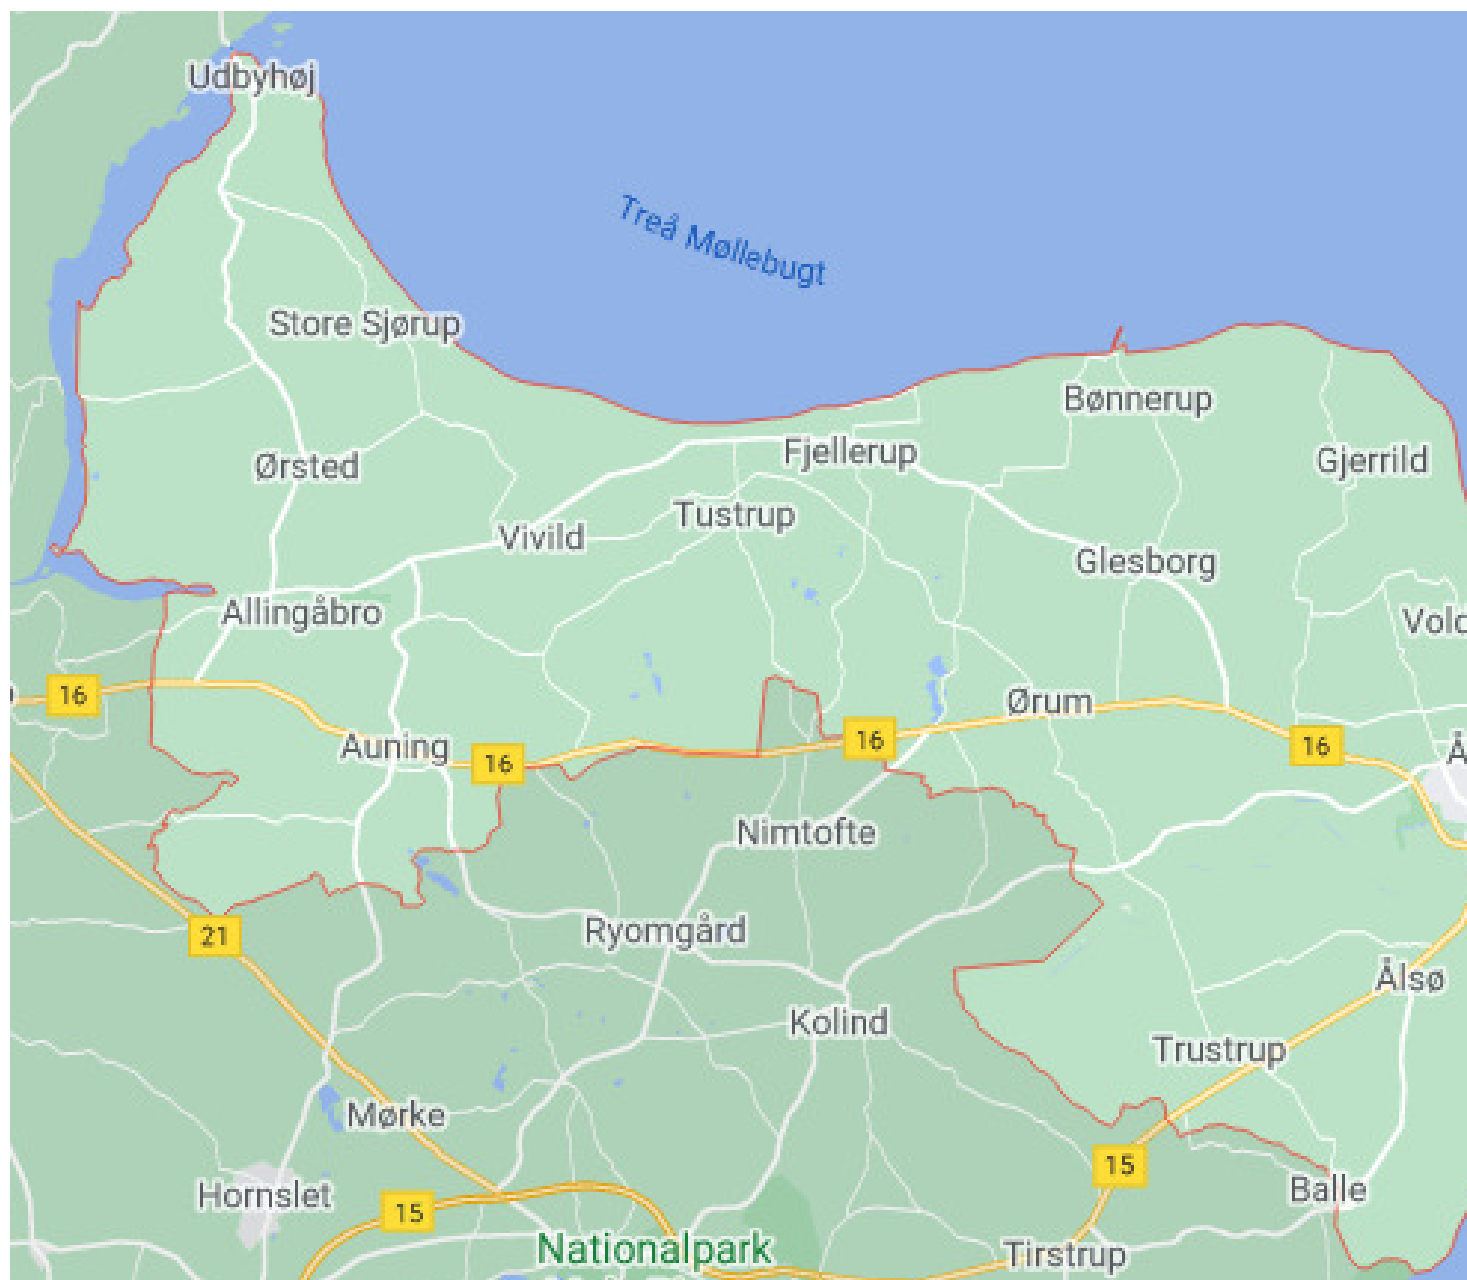 Udbyhøj
Treå Møllebugt
Store Sjørup
Bønnerup
Fjellerup
Gjerrild
Ørsted
Tustrup
Vivild
Glesborg
Allingåbro
16
Ørum
Auning
16
16
16
Nimtofte
21
Ryomgård
Ålsø
Kolind
Trustrup
Mørke
15
Hornslet
15
Balle
Nationalpark
Tirstrup